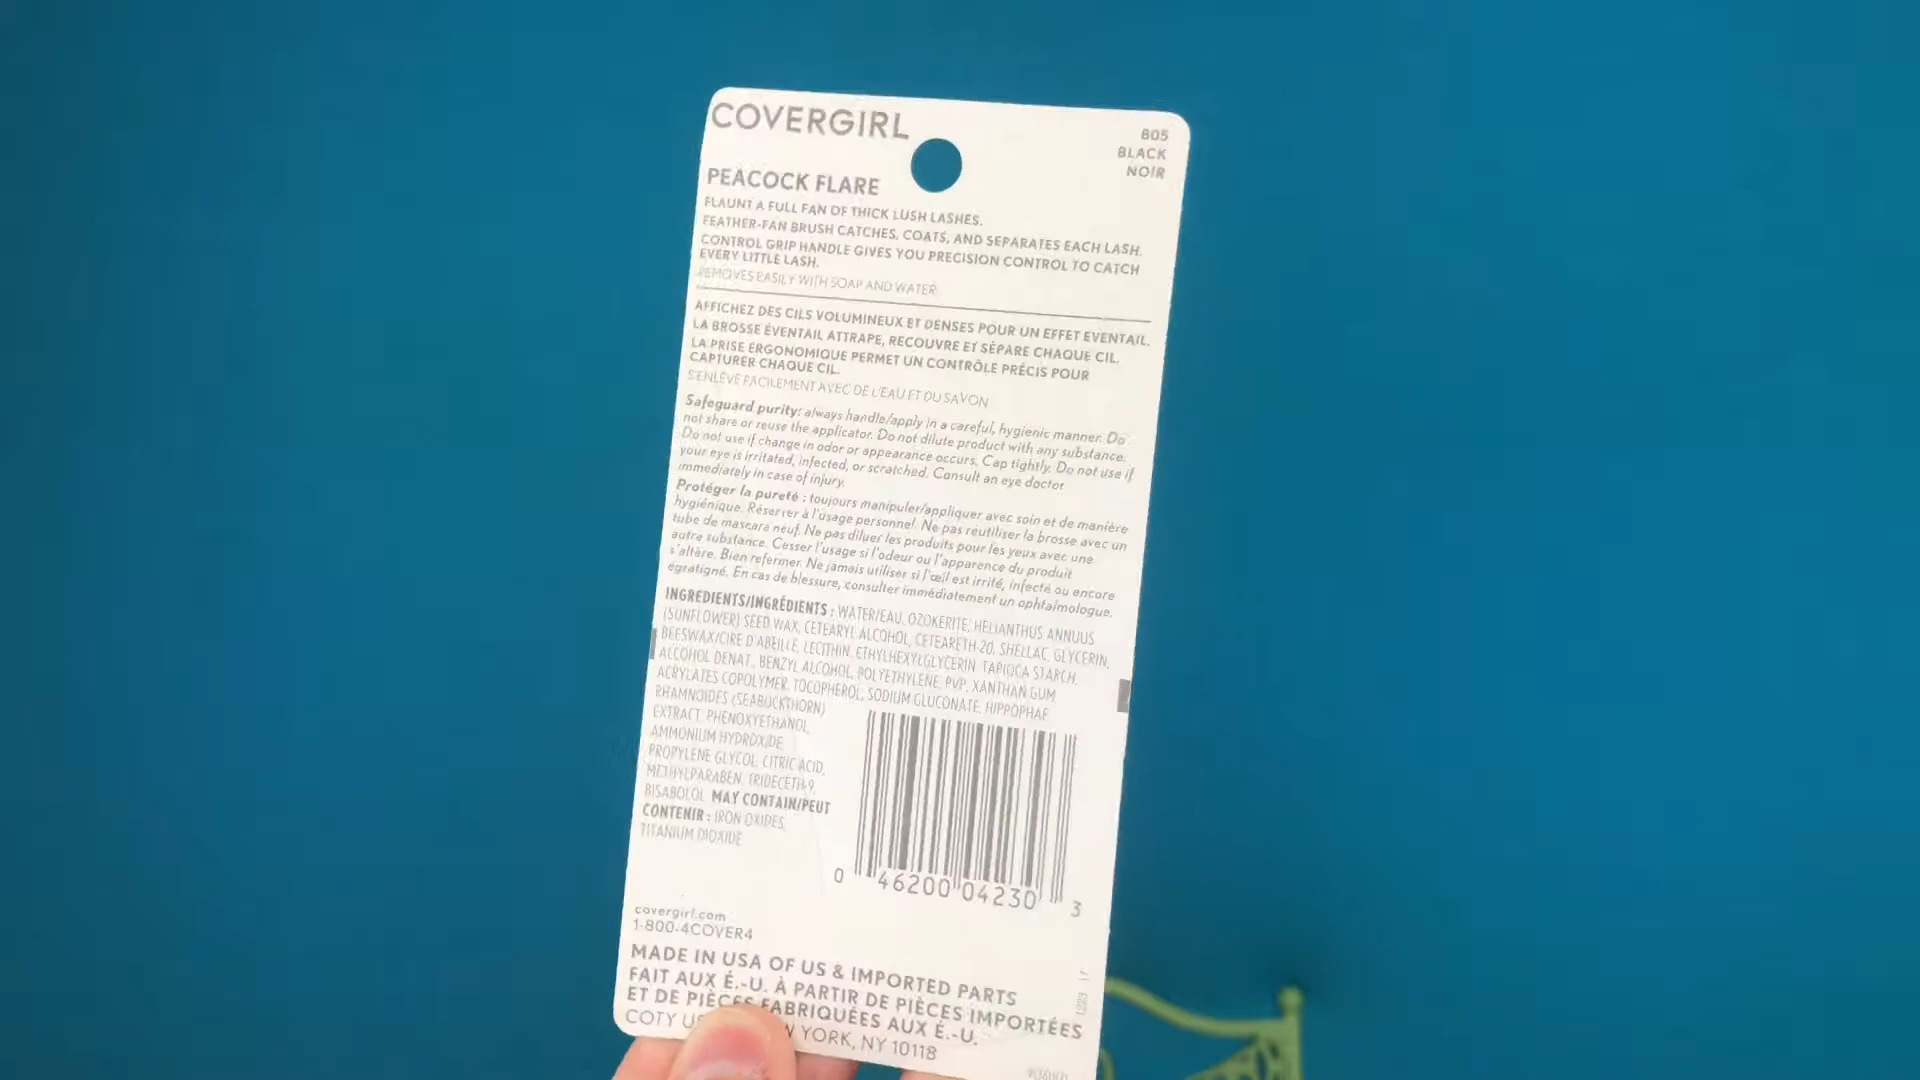 COVERGIRL
805
BLACK
NOIR
PEACOCK FLARE
FLAUNT A FULL FAN OF THICK LUSH LASHES.
FEATHER-FAN BRUSH CATCHES, COATS, AND SEPARATES EACH LASH.
CONTROL GRIP HANDLE GIVES YOU PRECISION CONTROL TO CATCH
EVERY LITTLE LASH.
REMOVES EASILY WITH SOAP AND WATER
AFFICHEZ DES CILS VOLUMINEUX ET DENSES POUR UN EFFET EVENTAIL.
LA BROSSE ÉVENTAIL ATTRAPE, RECOUVRE ET SÉPARE CHAQUE CIL.
LA PRISE ERGONOMIQUE PERMET UN CONTRÔLE PRÉCIS POUR
CAPTURER CHAQUE CIL.
S'ENLÈVE FACILEMENT AVEC DE L'EAU ET DU SAVON
Safeguard purity: always handle/apply in a careful, hygienic manner. Do
not share or reuse the applicator. Do not dilute product with any substance.
Do not use if change in odor or appearance occurs. Cap tightly. Do not use if
your eye is irritated, infected, or scratched. Consult an eye doctor
immediately in case of injury.
Protéger la pureté : toujours manipuler/appliquer avec soin et de manière
hygiénique. Réserver à l'usage personnel. Ne pas réutiliser la brosse avec un
tube de mascara neuf. Ne pas diluer les produits pour les yeux avec une
autre substance. Cesser l'usage si l'odeur ou l'apparence du produit
s'altère. Bien refermer. Ne jamais utiliser si l'œil est irrité, infecté ou encore
égratigné. En cas de blessure, consulter immédiatement un ophtalmologue.
INGREDIENTS/INGRÉDIENTS : WATER/EAU, OZOKERITE, HELIANTHUS ANNUUS
(SUNFLOWER) SEED WAX, CETEARYL ALCOHOL, CETEARETH-20, SHELLAC, GLYCERIN,
BEESWAX/CIRE D'ABEILLE, LECITHIN, ETHYLHEXYLGLYCERIN, TAPIOCA STARCH,
ALCOHOL DENAT., BENZYL ALCOHOL, POLYETHYLENE, PVP, XANTHAN GUM,
ACRYLATES COPOLYMER, TOCOPHEROL, SODIUM GLUCONATE, HIPPOPHAE
RHAMNOIDES (SEABUCKTHORN)
EXTRACT, PHENOXYETHANOL,
AMMONIUM HYDROXIDE,
PROPYLENE GLYCOL, CITRIC ACID,
METHYLPARABEN, TRIDECETH-9,
BISABOLOL. MAY CONTAIN/PEUT
CONTENIR : IRON OXIDES,
TITANIUM DIOXIDE
0 46200 04230 3
covergirl.com
1-800-4COVER4
MADE IN USA OF US & IMPORTED PARTS
FAIT AUX É.-U. À PARTIR DE PIÈCES IMPORTÉES
ET DE PIÈCES FABRIQUÉES AUX É.-U.
COTY YORK, NY 10118